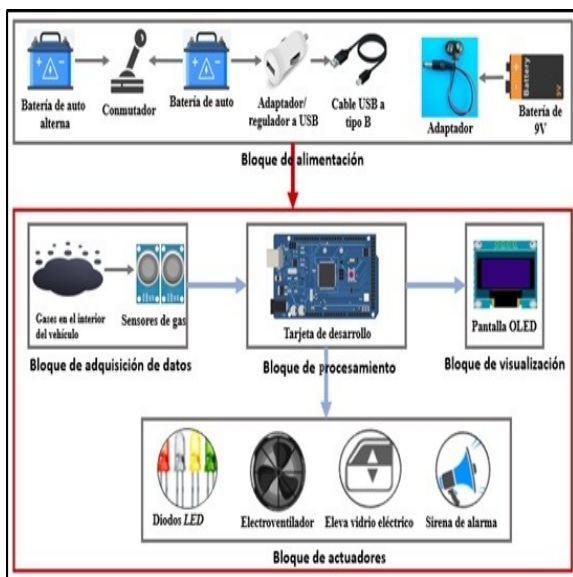 Batería de auto
alterna
Conmutador
Batería de auto
Adaptador/
regulador a USB
Cable USB a
tipo B
Adaptador
Battery
9V
Batería de
9V
Bloque de alimentación
Gases en el interior
del vehículo
Sensores de gas
Bloque de adquisición de datos
Tarjeta de desarrollo
Bloque de procesamiento
Pantalla OLED
Bloque de visualización
Diodos LED
Electroventilador
Eleva vidrio eléctrico
Sirena de alarma
Bloque de actuadores